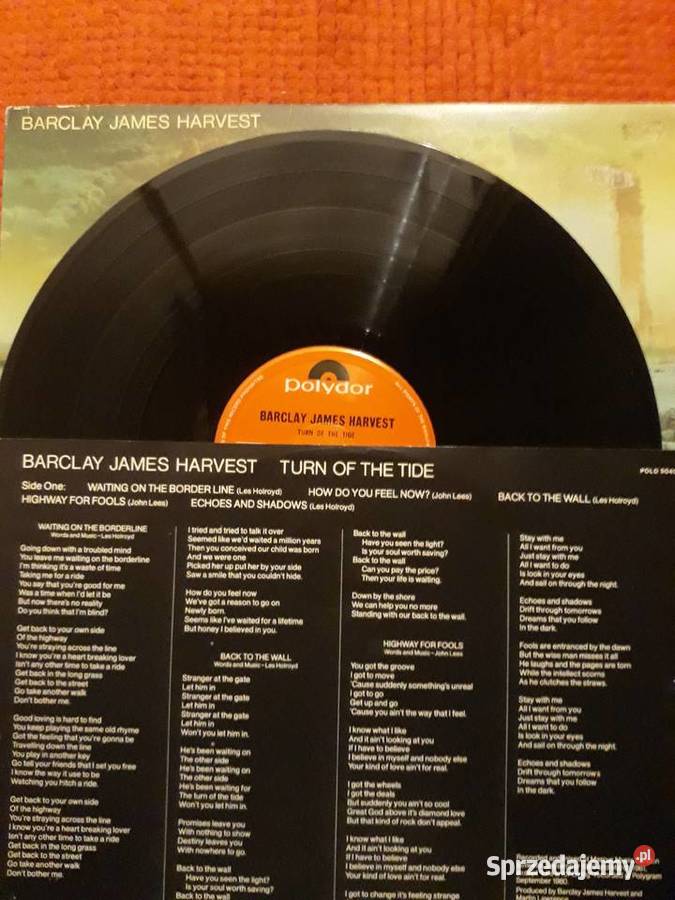 BARCLAY JAMES HARVEST
polydor
BARCLAY JAMES HARVEST
TURN OF THE TIDE
BARCLAY JAMES HARVEST TURN OF THE TIDE
POLD 5040
Side One: WAITING ON THE BORDER LINE (Les Holroyd) HOW DO YOU FEEL NOW? (John Lees) BACK TO THE WALL (Les Holroyd)
HIGHWAY FOR FOOLS (John Lees) ECHOES AND SHADOWS (Les Holroyd)
WAITING ON THE BORDERLINE
Words and Music–Les Holroyd
Going down with a troubled mind
You leave me waiting on the borderline
I'm thinking it's a waste of time
Taking me for a ride
You say that you're good for me
Was a time when I'd let it be
But now there's no reality
Do you think that I'm blind?
Get back to your own side
Of the highway
You're straying across the line
I know you're a heart breaking lover
Isn't any other time to take a ride
Get back in the long grass
Get back to the street
Go take another walk
Don't bother me.
Good loving is hard to find
You keep playing the same old rhyme
Got the feeling that you're gonna be
Travelling down the line
You play in another key
Go tell your friends that I set you free
I know the way it use to be
Watching you hitch a ride.
Get back to your own side
Of the highway
You're straying across the line
I know you're a heart breaking lover
Isn't any other time to take a ride
Get back in the long grass
Get back to the street
Go take another walk
Don't bother me.
I tried and tried to talk it over
Seemed like we'd waited a million years
Then you conceived our child was born
And we were one
Picked her up put her by your side
Saw a smile that you couldn't hide.
How do you feel now
We've got a reason to go on
Newly born.
Seems like I've waited for a lifetime
But honey I believed in you.
BACK TO THE WALL
Words and Music–Les Holroyd
Stranger at the gate
Let him in
Stranger at the gate
Let him in
Stranger at the gate
Let him in
Won't you let him in.
He's been waiting on
The other side
He's been waiting on
The other side
He's been waiting for
The turn of the tide
Won't you let him in.
Promises leave you
With nothing to show
Destiny leaves you
With nowhere to go.
Back to the wall
Have you seen the light?
Is your soul worth saving?
Back to the wall
Back to the wall
Have you seen the light?
Is your soul worth saving?
Back to the wall
Can you pay the price?
Then your life is waiting.
Down by the shore
We can help you no more
Standing with our back to the wall.
HIGHWAY FOR FOOLS
Words and Music–John Lees
You got the groove
I got to move
'Cause suddenly something's unreal
I got to go
Get up and go
'Cause you ain't the way that I feel.
I know what I like
And it ain't looking at you
If I have to believe
I believe in myself and nobody else
Your kind of love ain't for real.
I got the wheels
I got the deals
But suddenly you ain't so cool
Great God above it's diamond love
But that kind of rock don't appeal.
I know what I like
And it ain't looking at you
If I have to believe
I believe in myself and nobody else
Your kind of love ain't for real.
I got to change it's feeling strange
Stay with me
All I want from you
Just stay with me
All I want to do
Is look in your eyes
And sail on through the night.
Echoes and shadows
Drift through tomorrows
Dreams that you follow
In the dark.
Fools are entranced by the dawn
But the wise man misses it all
He laughs and the pages are torn
While the intellect scorns
As he clutches the straws.
Stay with me
All I want from you
Just stay with me
All I want to do
Is look in your eyes
And sail on through the night.
Echoes and shadows
Drift through tomorrows
Dreams that you follow
In the dark.
Recorded
September 1980.
Produced by Barclay James Harvest and
Martin Lawrence
Sprzedajemy.pl